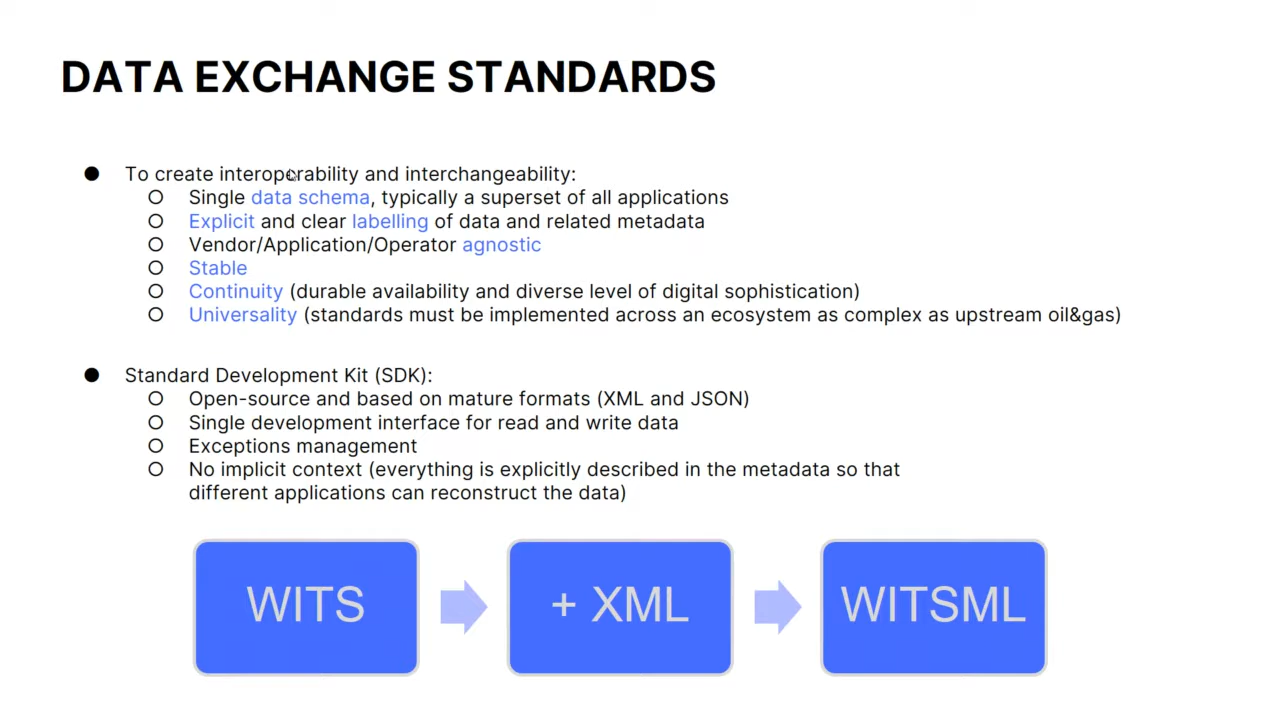 DATA EXCHANGE STANDARDS
● To create interoperability and interchangeability:
○ Single data schema, typically a superset of all applications
○ Explicit and clear labelling of data and related metadata
○ Vendor/Application/Operator agnostic
○ Stable
○ Continuity (durable availability and diverse level of digital sophistication)
○ Universality (standards must be implemented across an ecosystem as complex as upstream oil&gas)
● Standard Development Kit (SDK):
○ Open-source and based on mature formats (XML and JSON)
○ Single development interface for read and write data
○ Exceptions management
○ No implicit context (everything is explicitly described in the metadata so that
different applications can reconstruct the data)
WITS
+ XML
WITSML